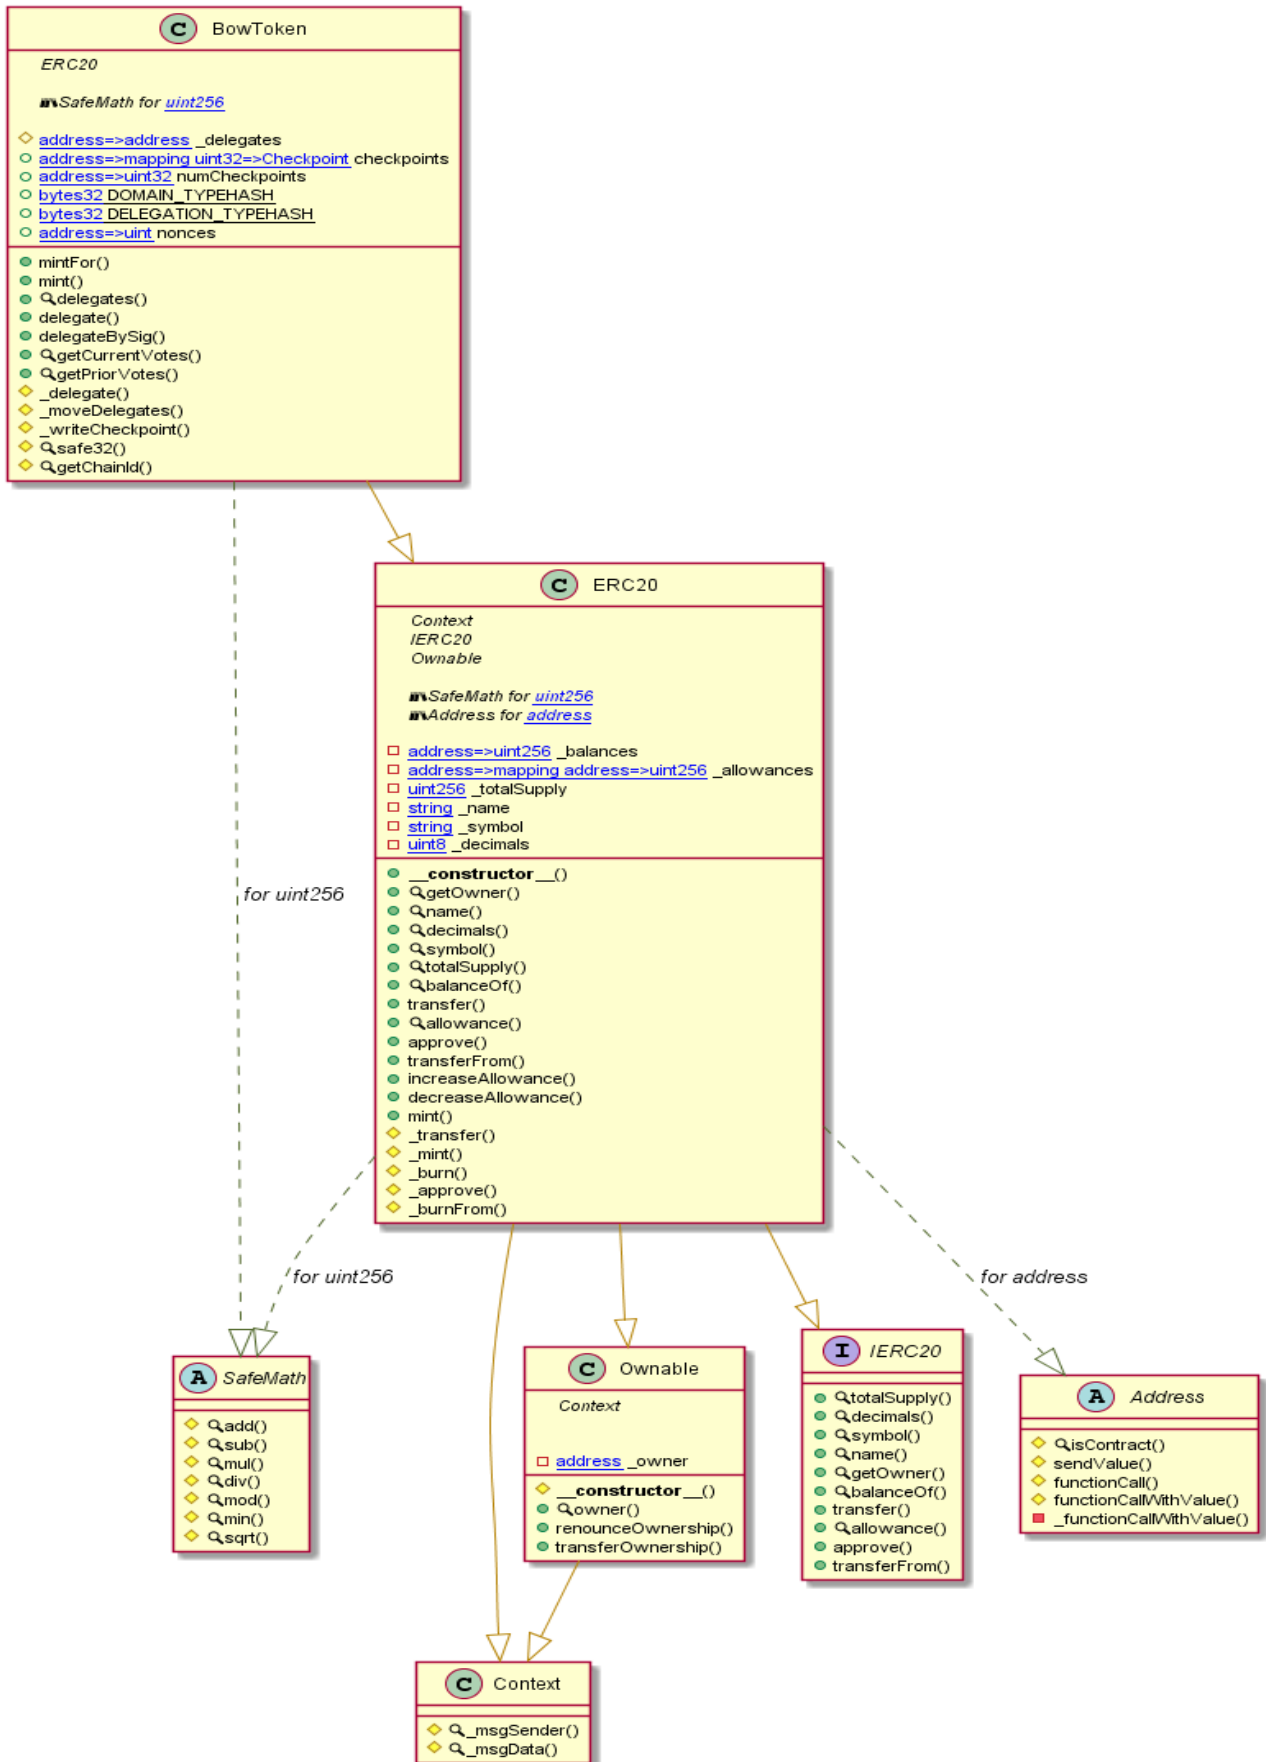 C BowToken
ERC20
SafeMath for uint256
address=>address _delegates
address=>mapping uint32=>Checkpoint checkpoints
address=>uint32 numCheckpoints
bytes32 DOMAIN_TYPEHASH
bytes32 DELEGATION_TYPEHASH
address=>uint nonces
mintFor()
mint()
delegates()
delegate()
delegateBySig()
getCurrentVotes()
getPriorVotes()
_delegate()
_moveDelegates()
_writeCheckpoint()
safe32()
getChainId()
C ERC20
Context
IERC20
Ownable
SafeMath for uint256
Address for address
address=>uint256 _balances
address=>mapping address=>uint256 _allowances
uint256 _totalSupply
string _name
string _symbol
uint8 _decimals
__constructor__()
getOwner()
name()
decimals()
symbol()
totalSupply()
balanceOf()
transfer()
allowance()
approve()
transferFrom()
increaseAllowance()
decreaseAllowance()
mint()
_transfer()
_mint()
_burn()
_approve()
_burnFrom()
for uint256
for uint256
for address
A SafeMath
add()
sub()
mul()
div()
mod()
min()
sqrt()
C Ownable
Context
address _owner
__constructor__()
owner()
renounceOwnership()
transferOwnership()
I IERC20
totalSupply()
decimals()
symbol()
name()
getOwner()
balanceOf()
transfer()
allowance()
approve()
transferFrom()
A Address
isContract()
sendValue()
functionCall()
functionCallWithValue()
_functionCallWithValue()
C Context
_msgSender()
_msgData()